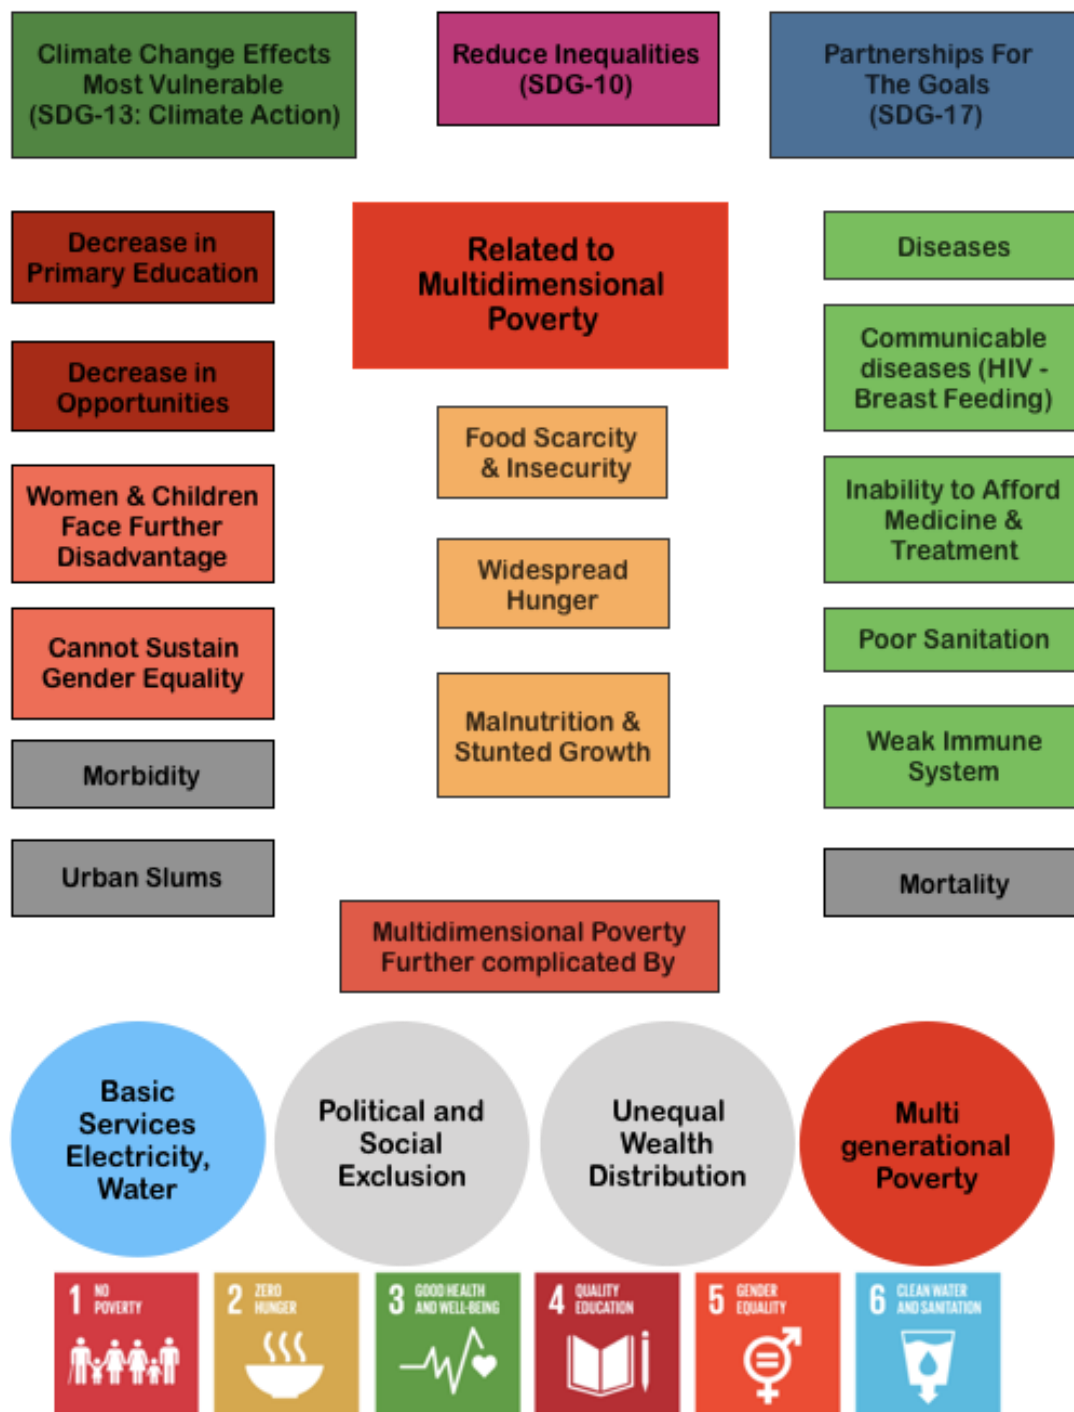 Climate Change Effects
Most Vulnerable
(SDG-13: Climate Action)
Reduce Inequalities
(SDG-10)
Partnerships For
The Goals
(SDG-17)
Decrease in
Primary Education
Decrease in
Opportunities
Women & Children
Face Further
Disadvantage
Cannot Sustain
Gender Equality
Morbidity
Urban Slums
Related to
Multidimensional
Poverty
Food Scarcity
& Insecurity
Widespread
Hunger
Malnutrition &
Stunted Growth
Diseases
Communicable
diseases (HIV -
Breast Feeding)
Inability to Afford
Medicine &
Treatment
Poor Sanitation
Weak Immune
System
Mortality
Multidimensional Poverty
Further complicated By
Basic
Services
Electricity,
Water
Political and
Social
Exclusion
Unequal
Wealth
Distribution
Multi
generational
Poverty
1 NO
POVERTY
2 ZERO
HUNGER
3 GOOD HEALTH
AND WELL-BEING
4 QUALITY
EDUCATION
5 GENDER
EQUALITY
6 CLEAN WATER
AND SANITATION